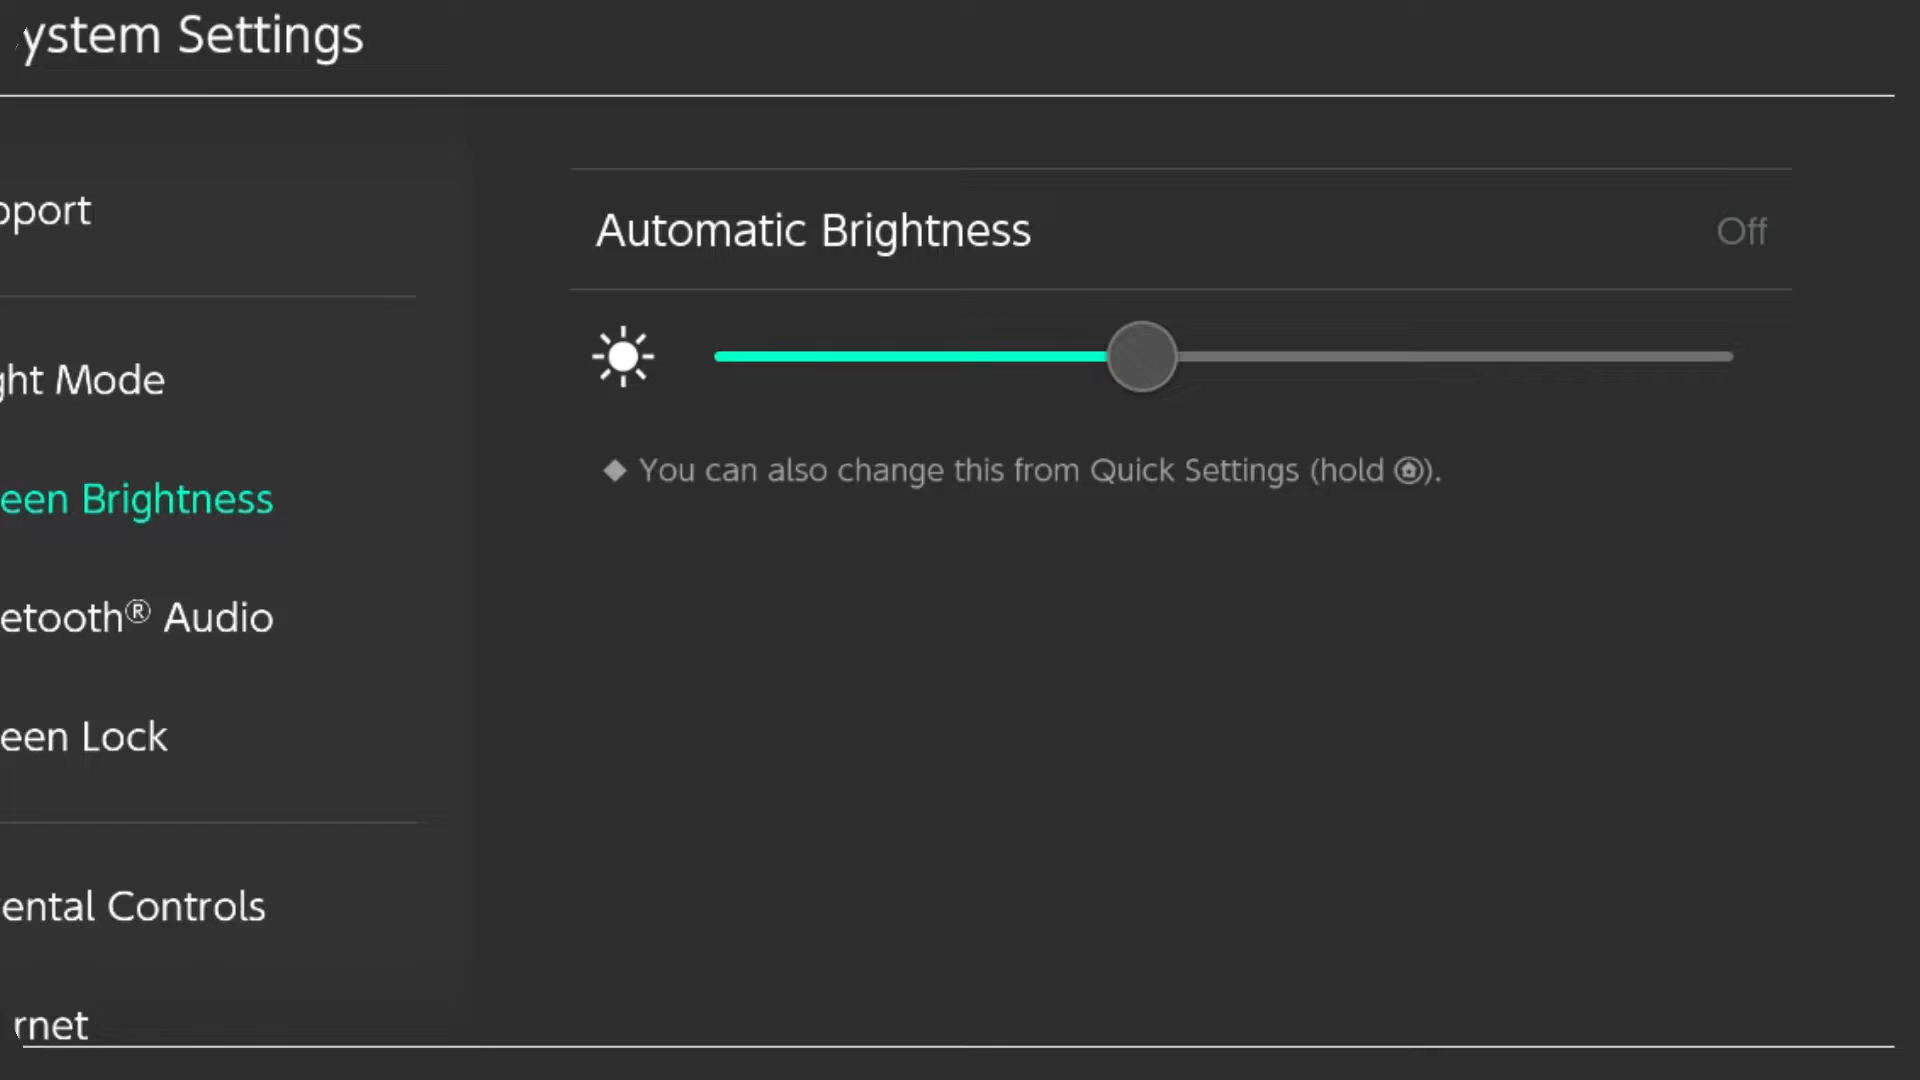 ystem Settings
pport
Automatic Brightness
Off
ght Mode
You can also change this from Quick Settings (hold ).
een Brightness
etooth® Audio
een Lock
ental Controls
rnet